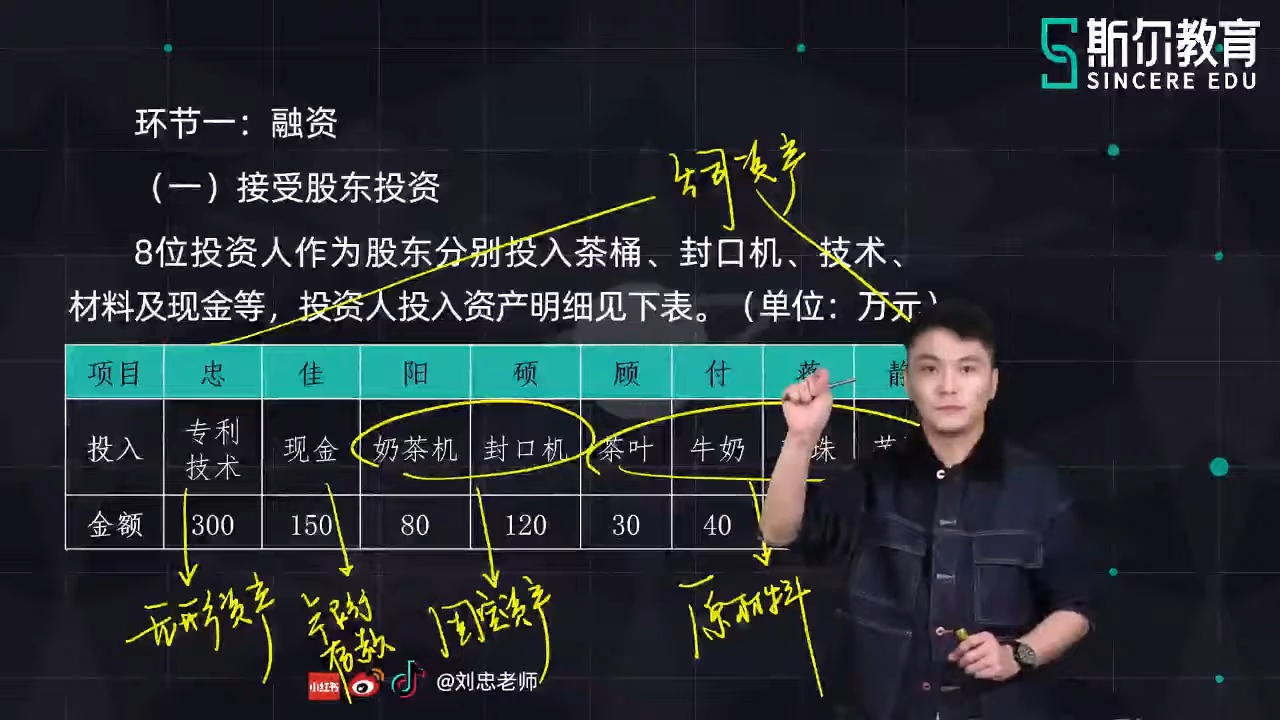 斯尔教育
SINCERE EDU
环节一：融资
（一）接受股东投资
公司资产
8位投资人作为股东分别投入茶桶、封口机、技术、
材料及现金等，投资人投入资产明细见下表。（单位：万元）
项目 忠 佳 阳 硕 顾 付 蒋 静
投入 专利技术 现金 奶茶机 封口机 茶叶 牛奶 珠
金额 300 150 80 120 30 40
无形资产 银行存款 固定资产 原材料
小红书 @刘忠老师